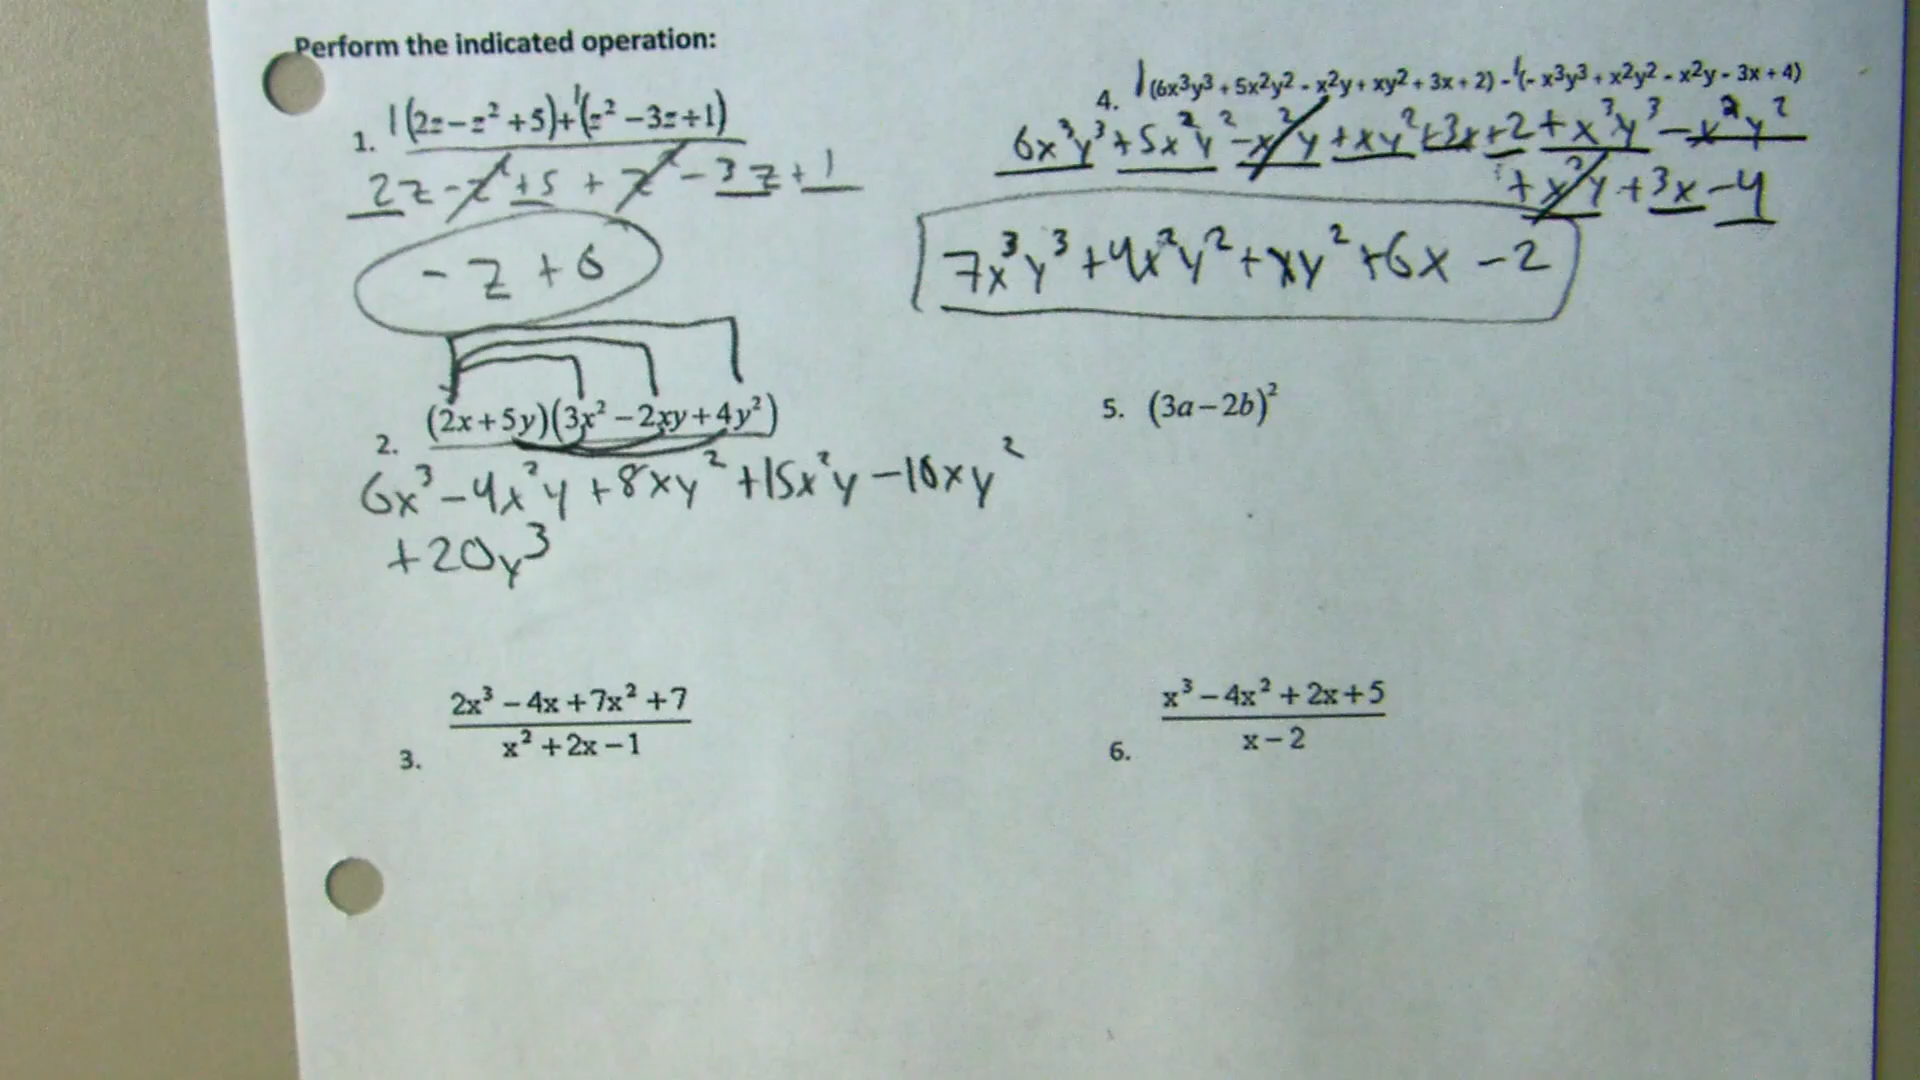 Perform the indicated operation:
1. 1(2z − z² + 5) + 1(z² − 3z + 1)
2z − z² + 5 + z² − 3z + 1
− z + 6
2. (2x + 5y)(3x² − 2xy + 4y²)
6x³ − 4x²y + 8xy² + 15x²y − 10xy²
+ 20y³
3. (2x³ − 4x + 7x² + 7) / (x² + 2x − 1)
4. 1(6x³y³ + 5x²y² - x²y + xy² + 3x + 2) - 1(- x³y³ + x²y² - x²y - 3x + 4)
6x³y³ + 5x²y² − x²y + xy² + 3x + 2 + x³y³ − x²y²
+ x²y + 3x − 4
7x³y³ + 4x²y² + xy² + 6x − 2
5. (3a − 2b)²
6. (x³ − 4x² + 2x + 5) / (x − 2)